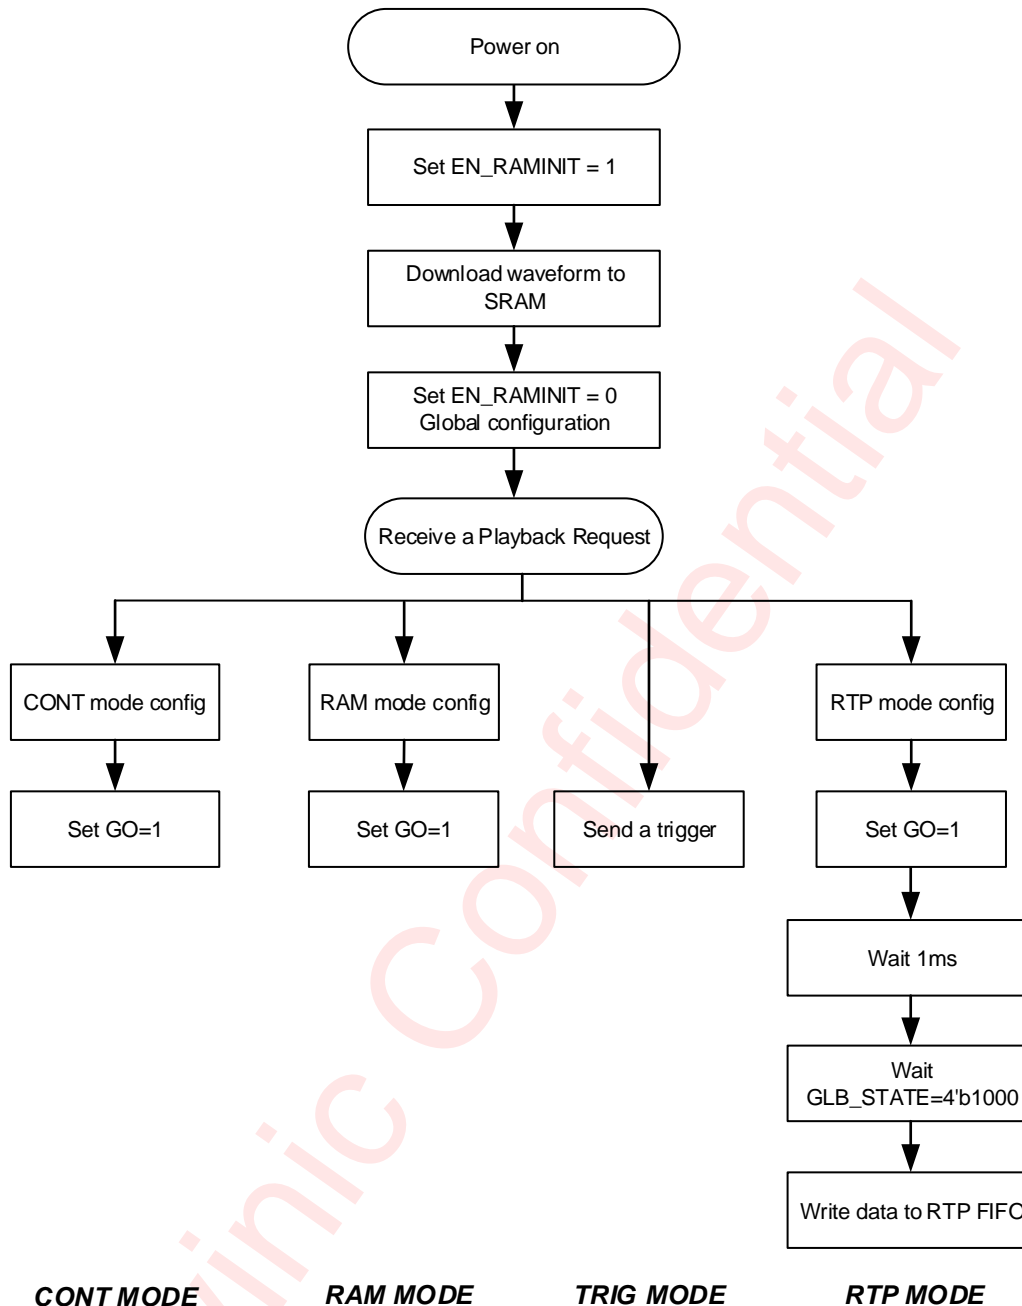 Power on
Set EN_RAMINIT = 1
Download waveform to
SRAM
Set EN_RAMINIT = 0
Global configuration
Receive a Playback Request
CONT mode config
RAM mode config
RTP mode config
Set GO=1
Set GO=1
Send a trigger
Set GO=1
Wait 1ms
Wait
GLB_STATE=4'b1000
Write data to RTP FIFO
CONT MODE
RAM MODE
TRIG MODE
RTP MODE
inic Confidential